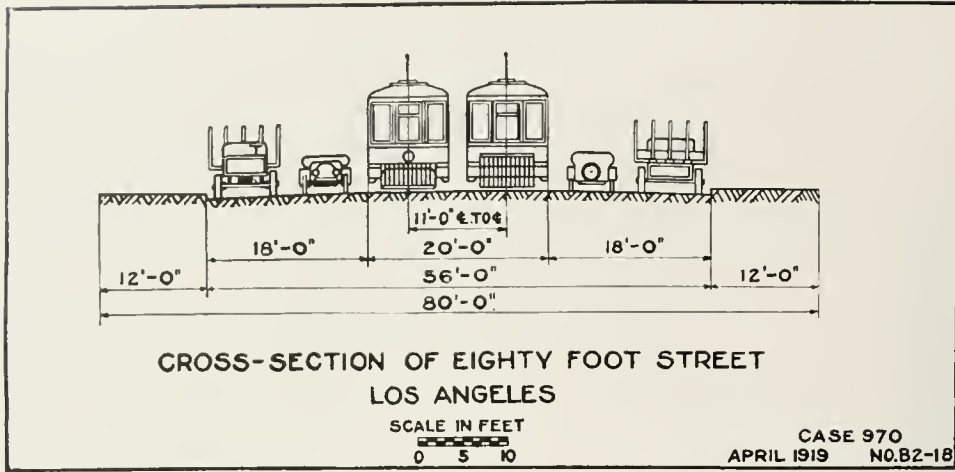 11'-0" ℄ TO ℄
18'-0" 20'-0" 18'-0"
12'-0" 56'-0" 12'-0"
80'-0"
CROSS-SECTION OF EIGHTY FOOT STREET
LOS ANGELES
SCALE IN FEET
0 5 10
CASE 970
APRIL 1919 NO.B2-18